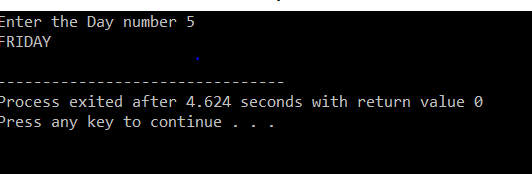 Enter the Day number 5
FRIDAY
--------------------------------
Process exited after 4.624 seconds with return value 0
Press any key to continue . . .